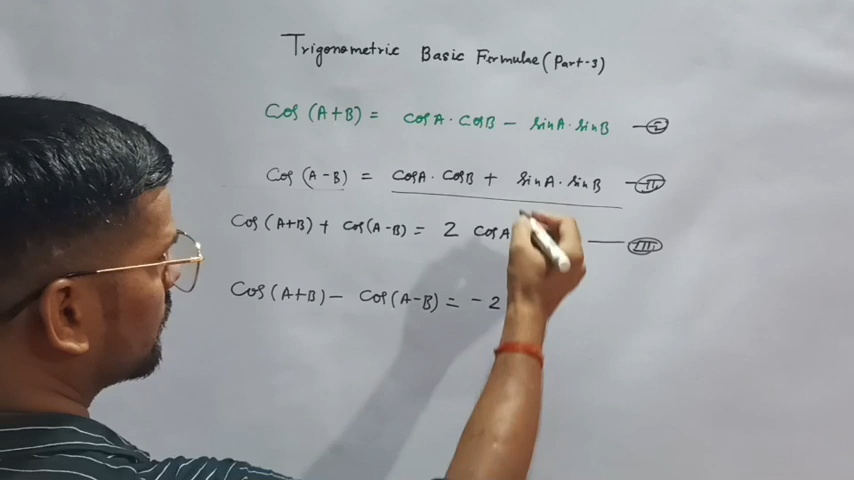 Trigonometric Basic Formulae (Part-3)
Cos (A+B) = cosA · cosB − sinA · sinB — I
Cos (A−B) = cosA · cosB + sinA · sinB — II
Cos (A+B) + cos(A−B) = 2 cosA — III
Cos (A+B) − cos(A−B) = −2